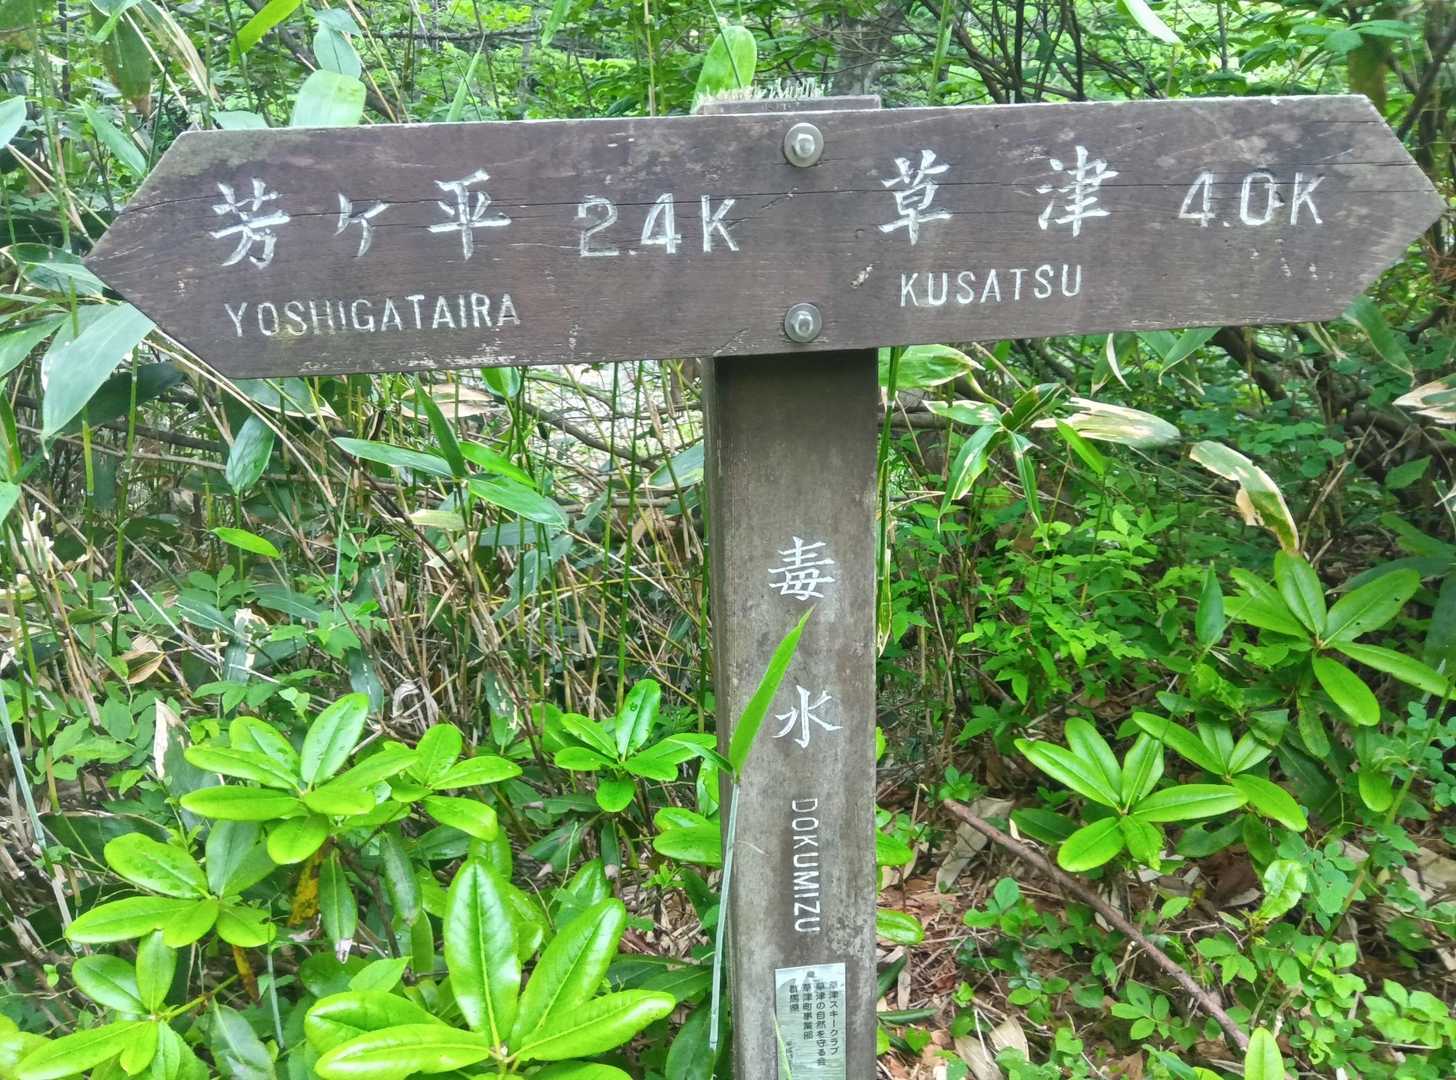 芳ヶ平 2.4K
YOSHIGATAIRA
草津 4.0K
KUSATSU
毒水
DOKUMIZU
草津スキークラブ
草津の自然を守る会
草津町事業部
群馬県